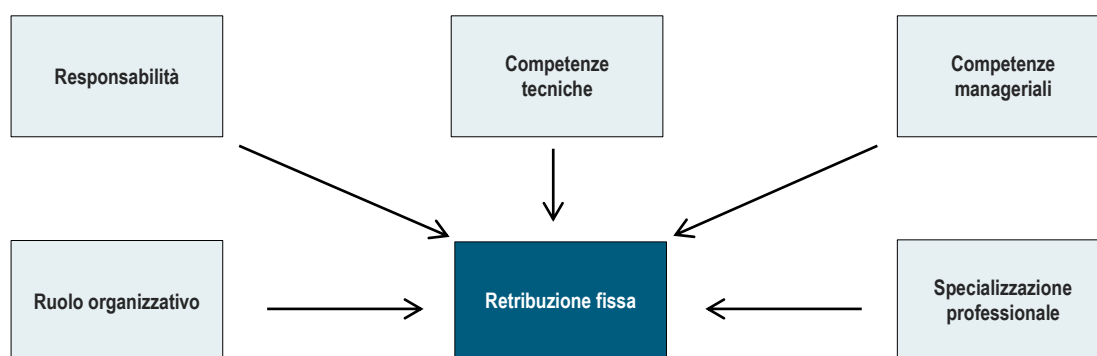 Responsabilità
Competenze
tecniche
Competenze
manageriali
Ruolo organizzativo
Retribuzione fissa
Specializzazione
professionale